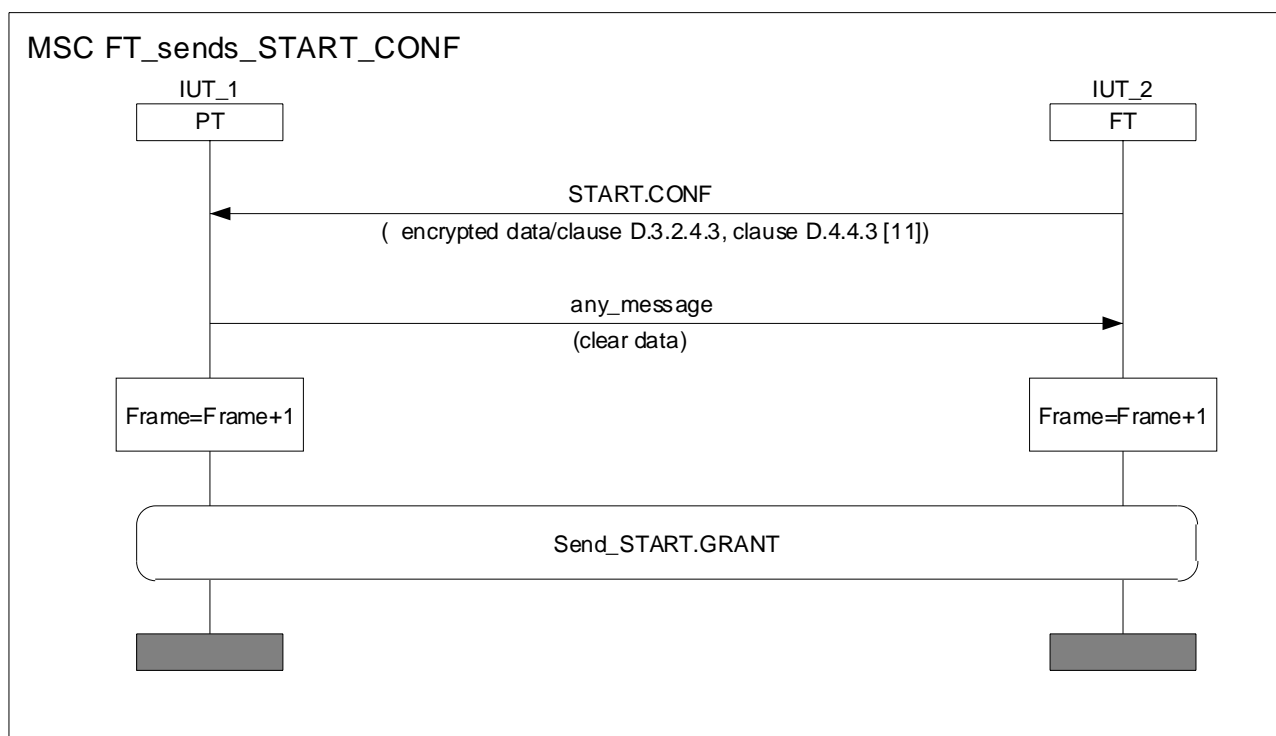 MSC FT_sends_START_CONF
IUT_1
IUT_2
PT
FT
START.CONF
( encrypted data/clause D.3.2.4.3, clause D.4.4.3 [11])
any_message
(clear data)
Frame=Frame+1
Frame=Frame+1
Send_START.GRANT